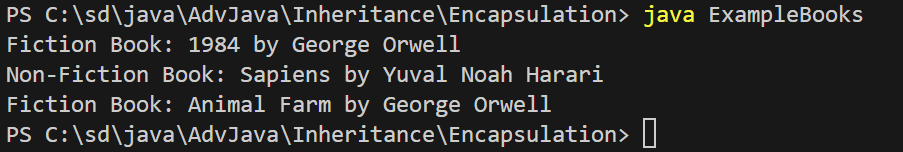 PS C:\sd\java\AdvJava\Inheritance\Encapsulation> java ExampleBooks
Fiction Book: 1984 by George Orwell
Non-Fiction Book: Sapiens by Yuval Noah Harari
Fiction Book: Animal Farm by George Orwell
PS C:\sd\java\AdvJava\Inheritance\Encapsulation>